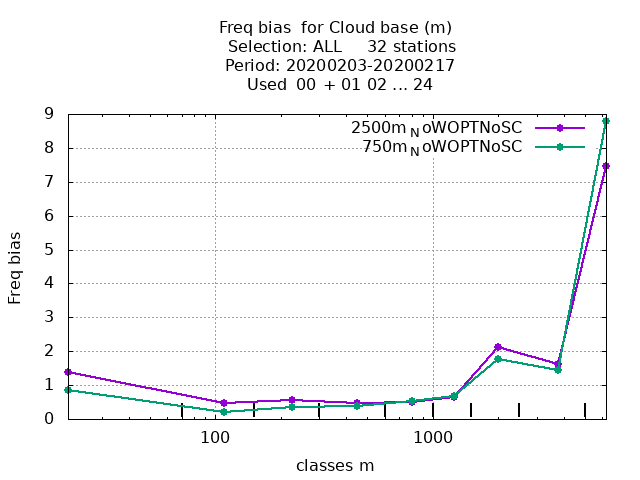 Freq bias  for Cloud base (m)
Selection: ALL     32 stations
Period: 20200203-20200217
Used  00 + 01 02 ... 24
2500m_NoWOPTNoSC
750m_NoWOPTNoSC
9
8
7
6
5
4
3
2
1
0
Freq bias
100
1000
classes m